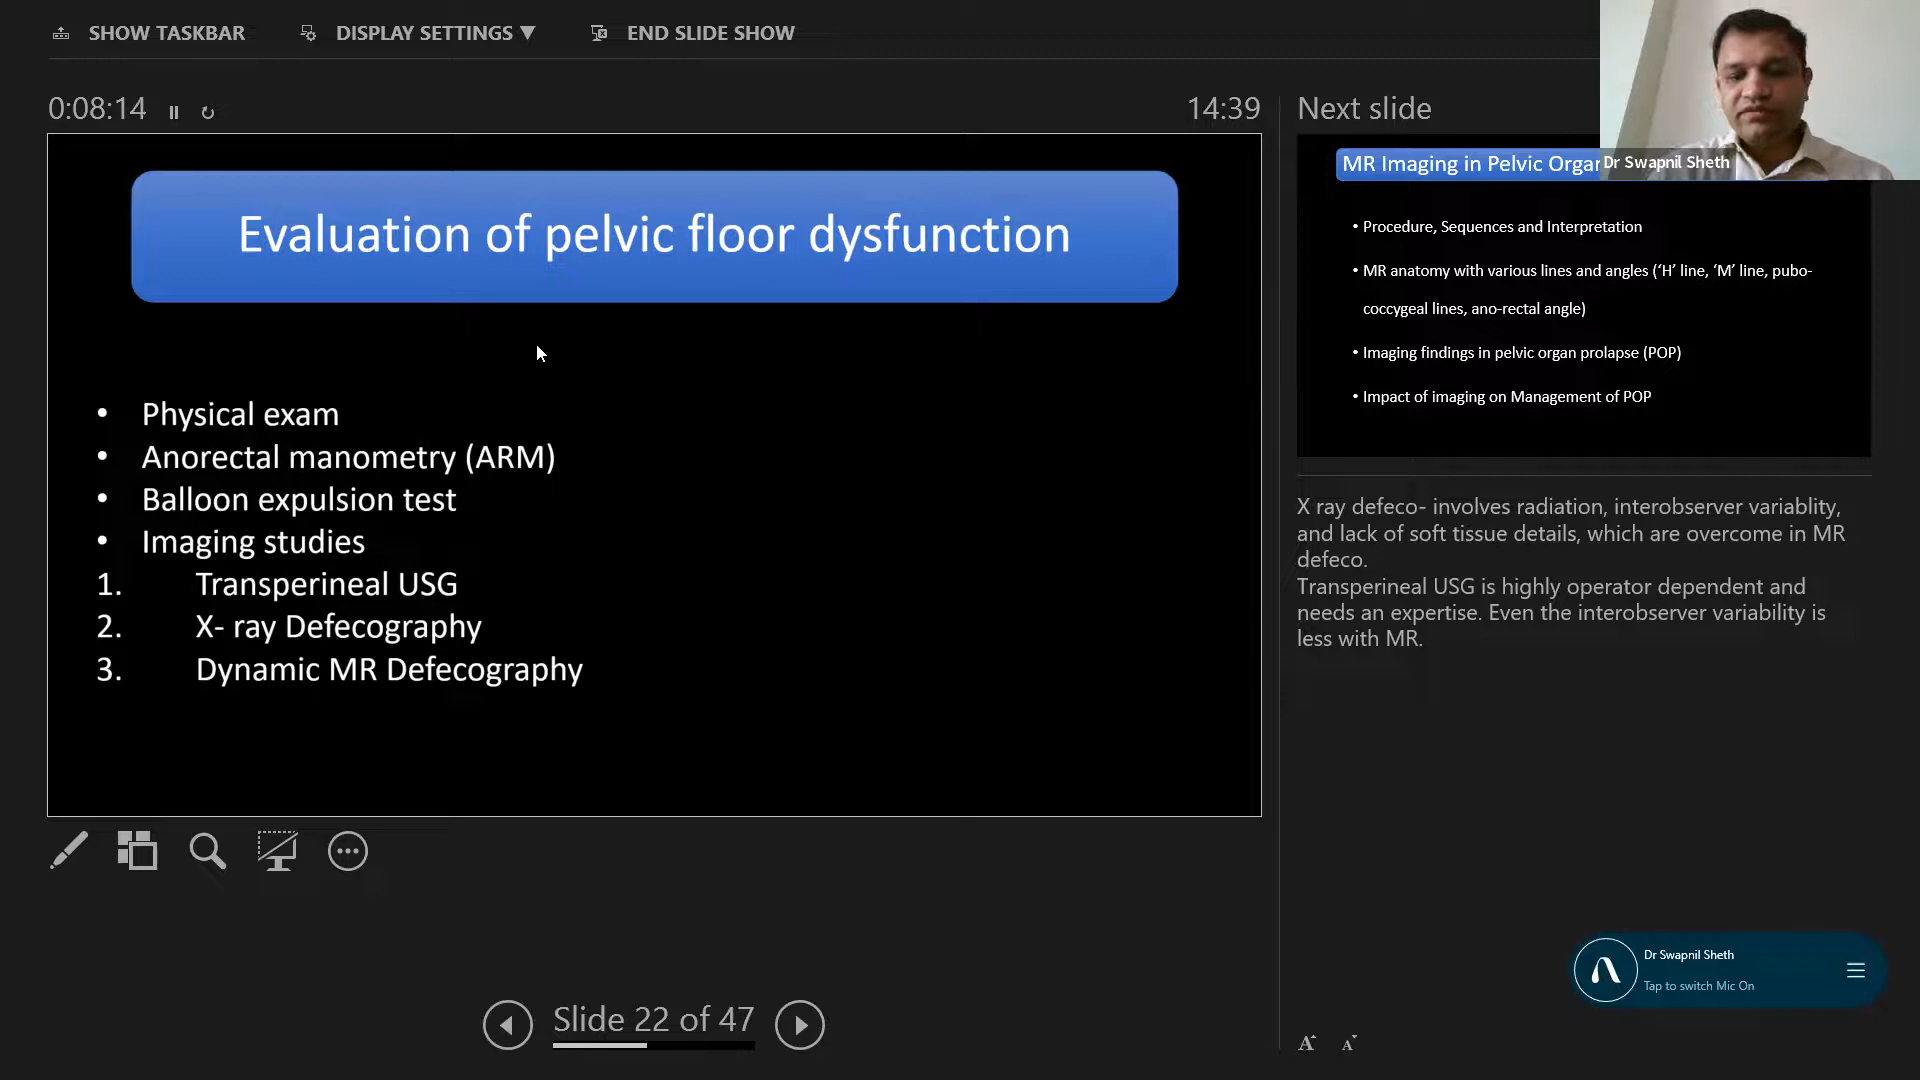 SHOW TASKBAR
DISPLAY SETTINGS ▼
END SLIDE SHOW
0:08:14
14:39
Evaluation of pelvic floor dysfunction
• Physical exam
• Anorectal manometry (ARM)
• Balloon expulsion test
• Imaging studies
1. Transperineal USG
2. X- ray Defecography
3. Dynamic MR Defecography
Slide 22 of 47
Next slide
Dr Swapnil Sheth
MR Imaging in Pelvic Organ
• Procedure, Sequences and Interpretation
• MR anatomy with various lines and angles (‘H’ line, ‘M’ line, pubo-
coccygeal lines, ano-rectal angle)
• Imaging findings in pelvic organ prolapse (POP)
• Impact of imaging on Management of POP
X ray defeco- involves radiation, interobserver variablity,
and lack of soft tissue details, which are overcome in MR
defeco.
Transperineal USG is highly operator dependent and
needs an expertise. Even the interobserver variability is
less with MR.
Dr Swapnil Sheth
Tap to switch Mic On
A A